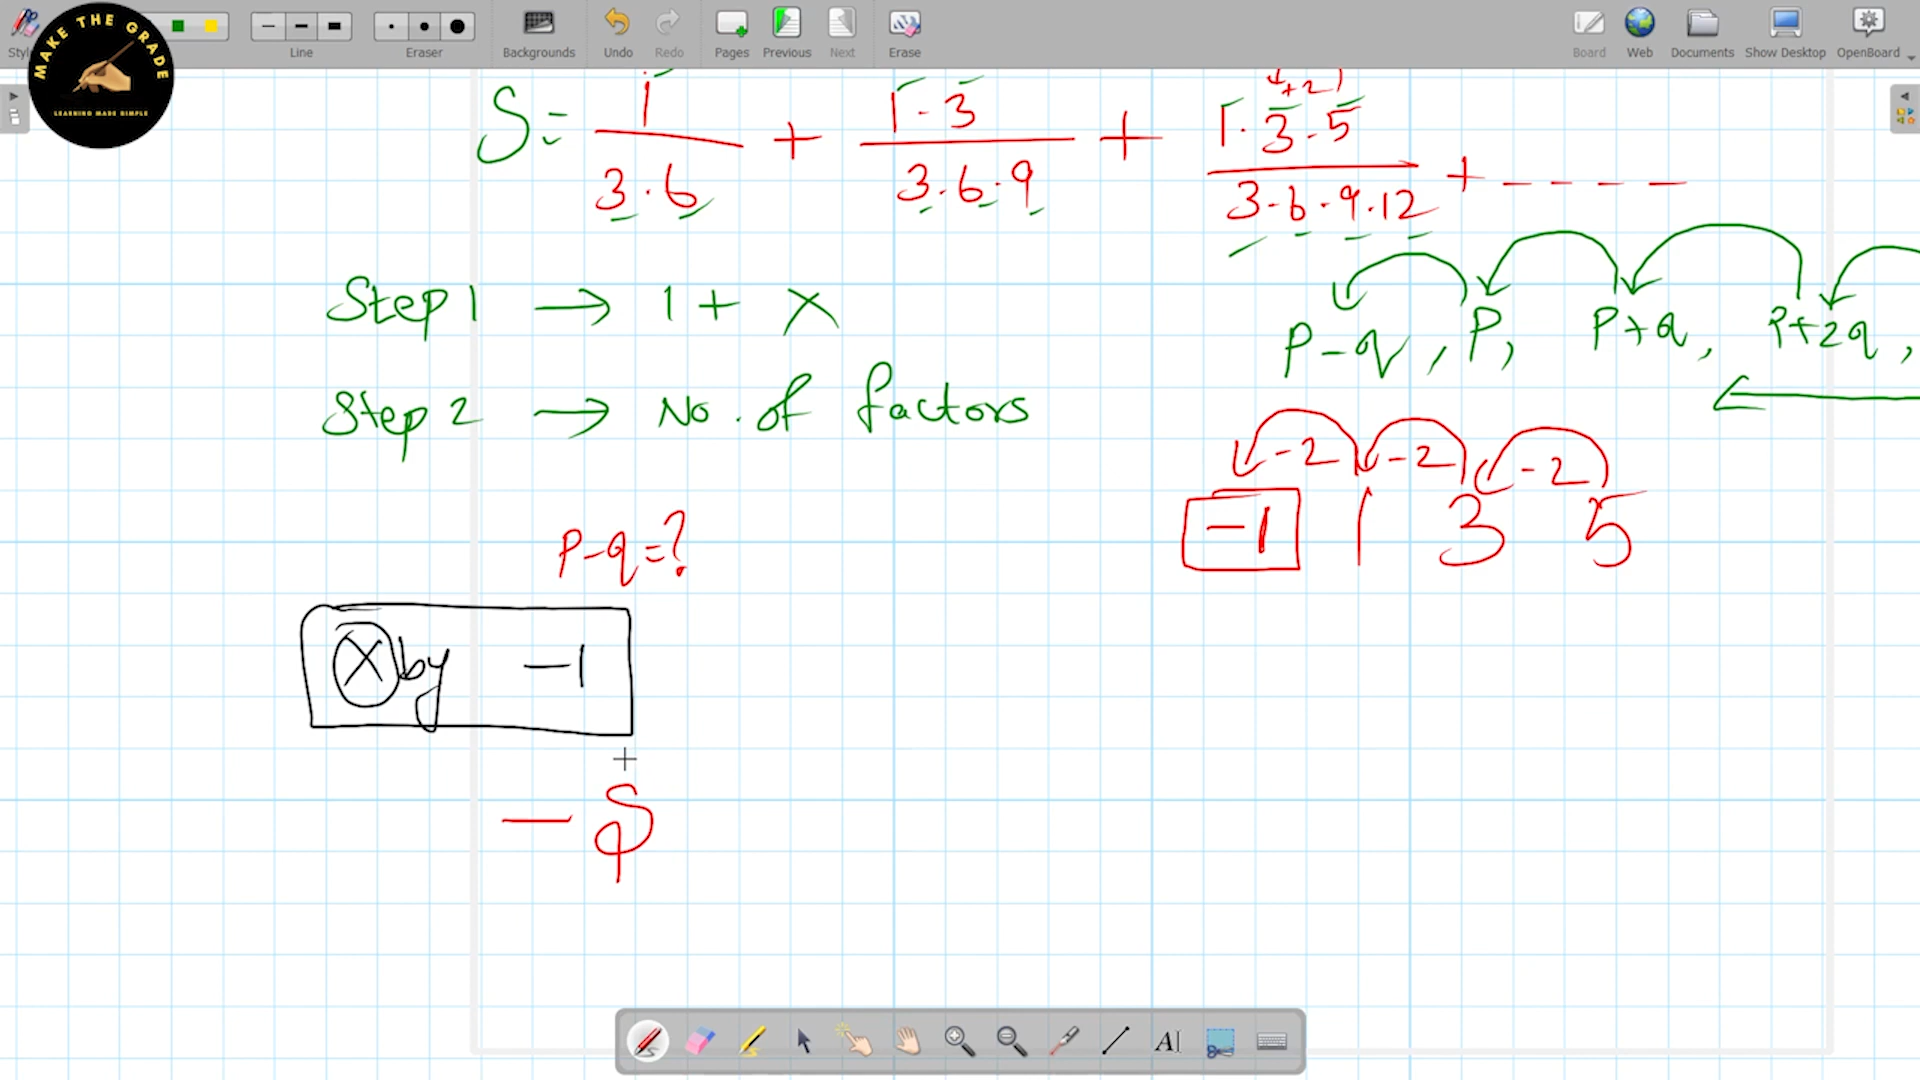 MAKE THE GRADE
LEARNING MADE SIMPLE
Line
Eraser
Backgrounds
Undo
Redo
Pages
Previous
Next
Erase
Board
Web
Documents
Show Desktop
OpenBoard
S = 1/(3·6) + (1·3)/(3·6·9) + (1·3·5)/(3·6·9·12) + - - - -
+2
Step 1 → 1 + x
P-q, P, P+q, P+2q,
Step 2 → No. of factors
-2 -2 -2
-1 1 3 5
P-q=?
X by -1
- S